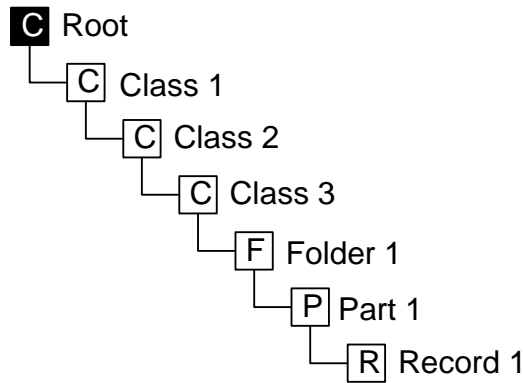 C Root
C Class 1
C Class 2
C Class 3
F Folder 1
P Part 1
R Record 1